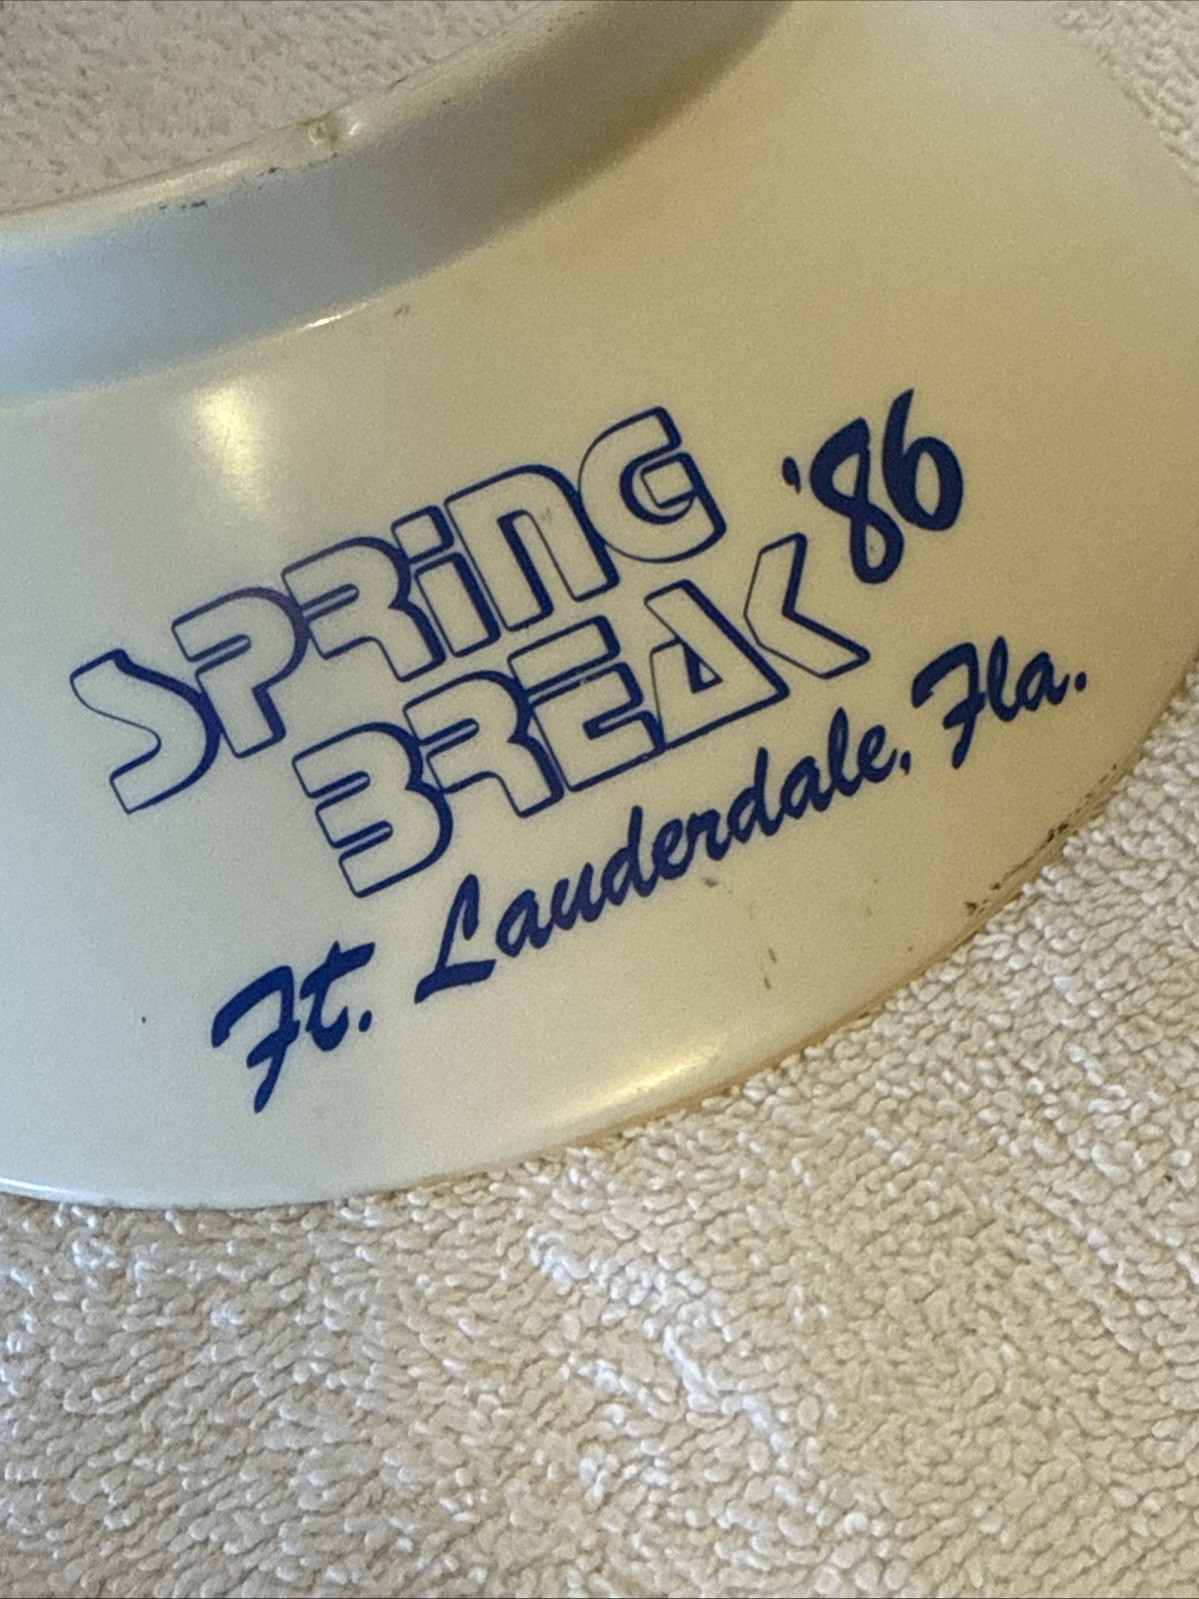 SPRiNG
BREAK '86
Ft. Lauderdale, Fla.